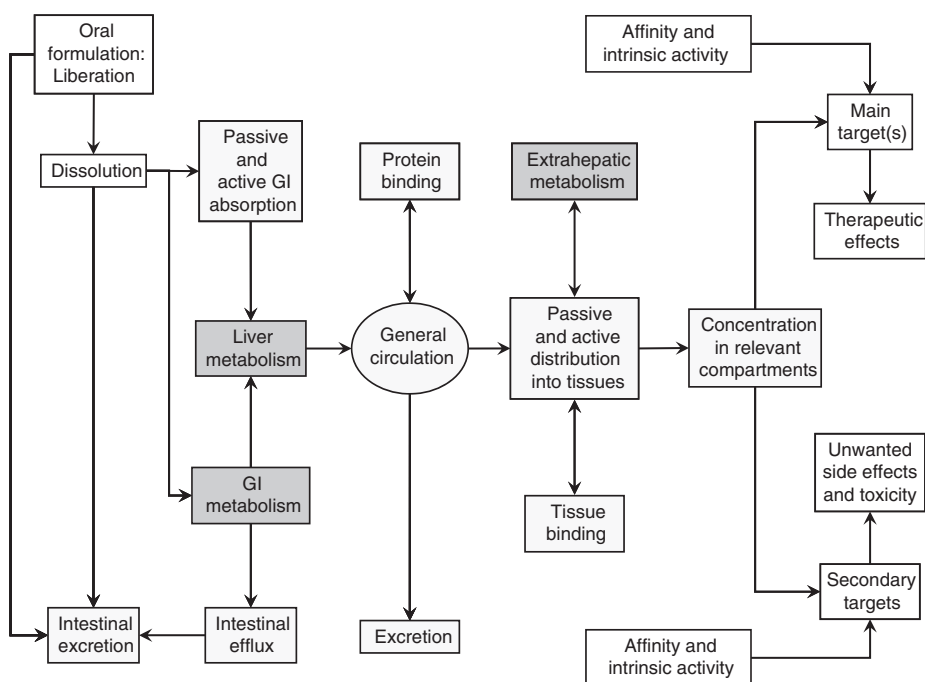 Oral
formulation:
Liberation
Dissolution
Passive
and
active GI
absorption
Liver
metabolism
GI
metabolism
Intestinal
excretion
Intestinal
efflux
Protein
binding
General
circulation
Excretion
Extrahepatic
metabolism
Passive
and active
distribution
into tissues
Tissue
binding
Concentration
in relevant
compartments
Affinity and
intrinsic activity
Main
target(s)
Therapeutic
effects
Unwanted
side effects
and toxicity
Secondary
targets
Affinity and
intrinsic activity